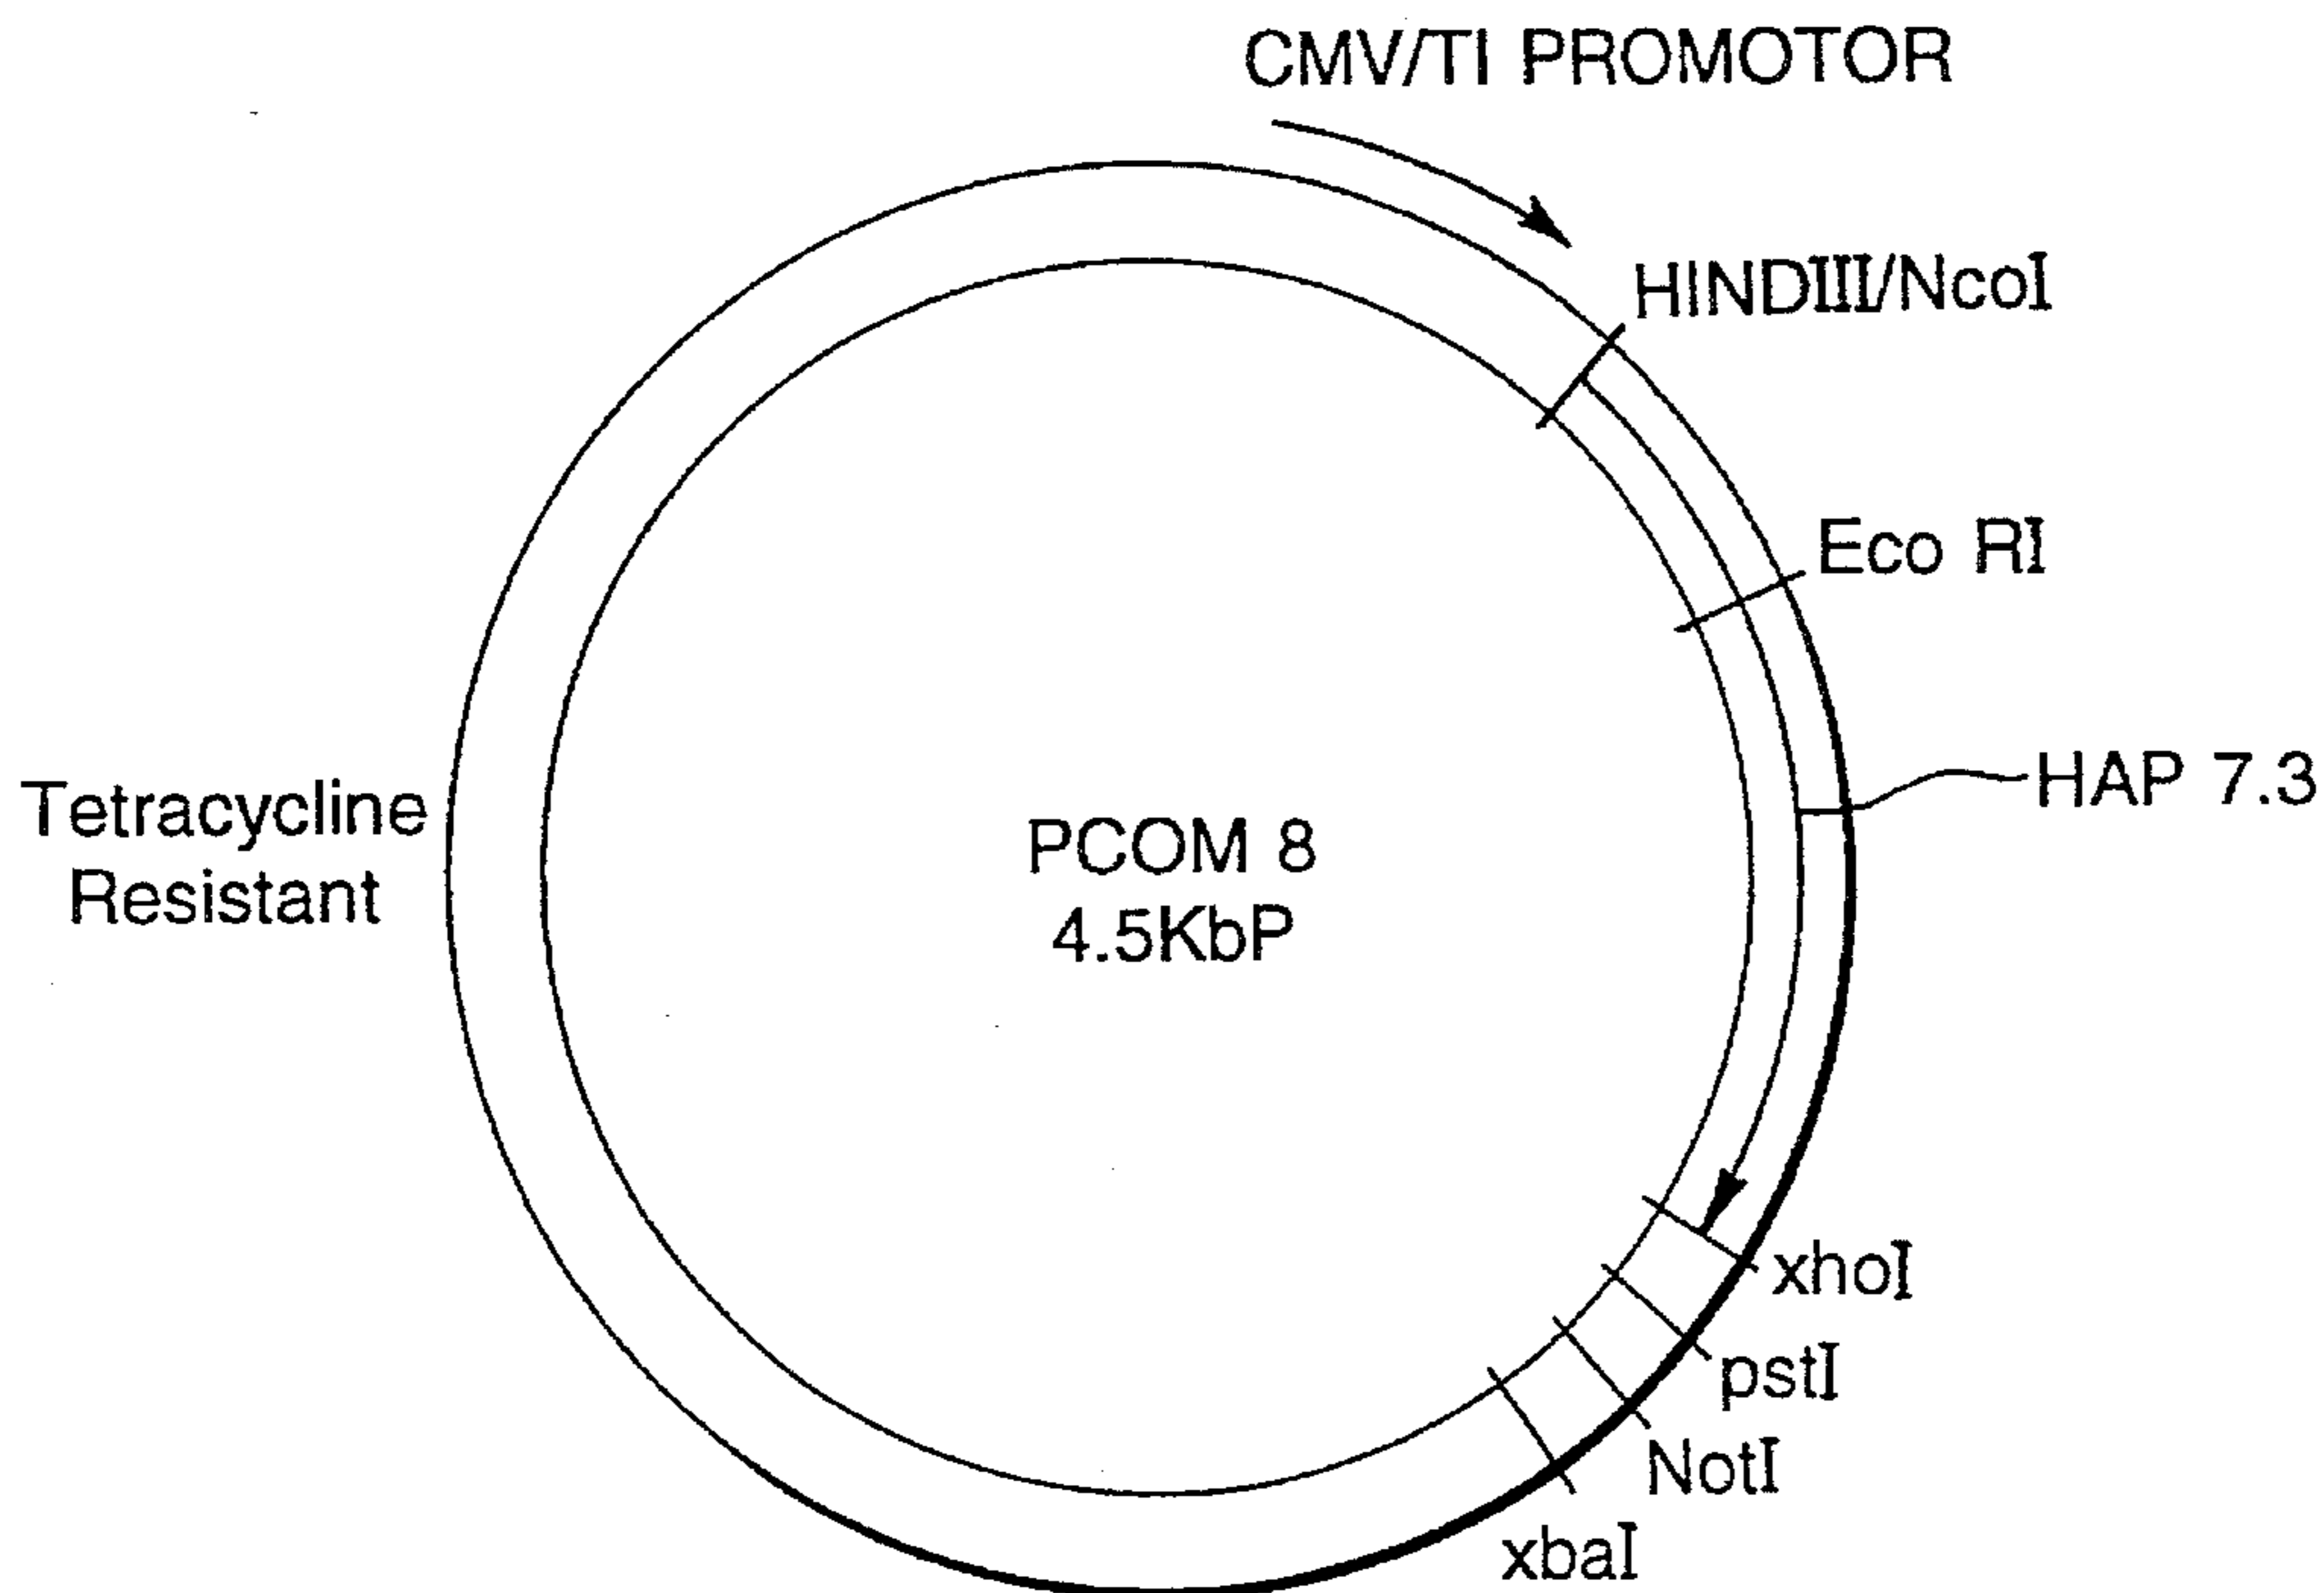 CMV/TI PROMOTOR
HINDIII/NcoI
Eco RI
HAP 7.3
Tetracycline
Resistant
PCOM 8
4.5KbP
xhoI
pstI
NotI
xbaI